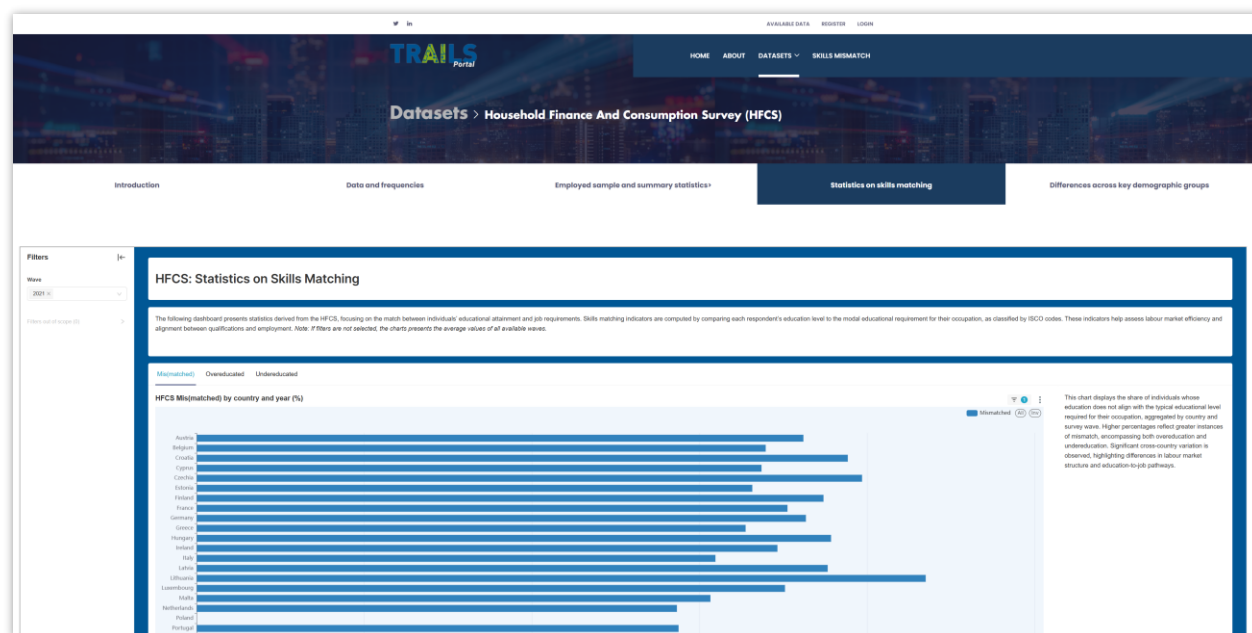 AVAILABLE DATA REGISTER LOGIN
TRAILS
Portal
HOME ABOUT DATASETS SKILLS MISMATCH
Datasets > Household Finance And Consumption Survey (HFCS)
Introduction
Data and frequencies
Employed sample and summary statistics>
Statistics on skills matching
Differences across key demographic groups
Filters
Wave
2021 ×
Filters out of scope (0)
HFCS: Statistics on Skills Matching
The following dashboard presents statistics derived from the HFCS, focusing on the match between individuals' educational attainment and job requirements. Skills matching indicators are computed by comparing each respondent's education level to the modal educational requirement for their occupation, as classified by ISCO codes. These indicators help assess labour market efficiency and
alignment between qualifications and employment. Note: If filters are not selected, the charts presents the average values of all available waves.
Mis(matched) Overeducated Undereducated
HFCS Mis(matched) by country and year (%)
1
Mismatched All Inv
Austria
Belgium
Croatia
Cyprus
Czechia
Estonia
Finland
France
Germany
Greece
Hungary
Ireland
Italy
Latvia
Lithuania
Luxembourg
Malta
Netherlands
Poland
Portugal
This chart displays the share of individuals whose
education does not align with the typical educational level
required for their occupation, aggregated by country and
survey wave. Higher percentages reflect greater instances
of mismatch, encompassing both overeducation and
undereducation. Significant cross-country variation is
observed, highlighting differences in labour market
structure and education-to-job pathways.